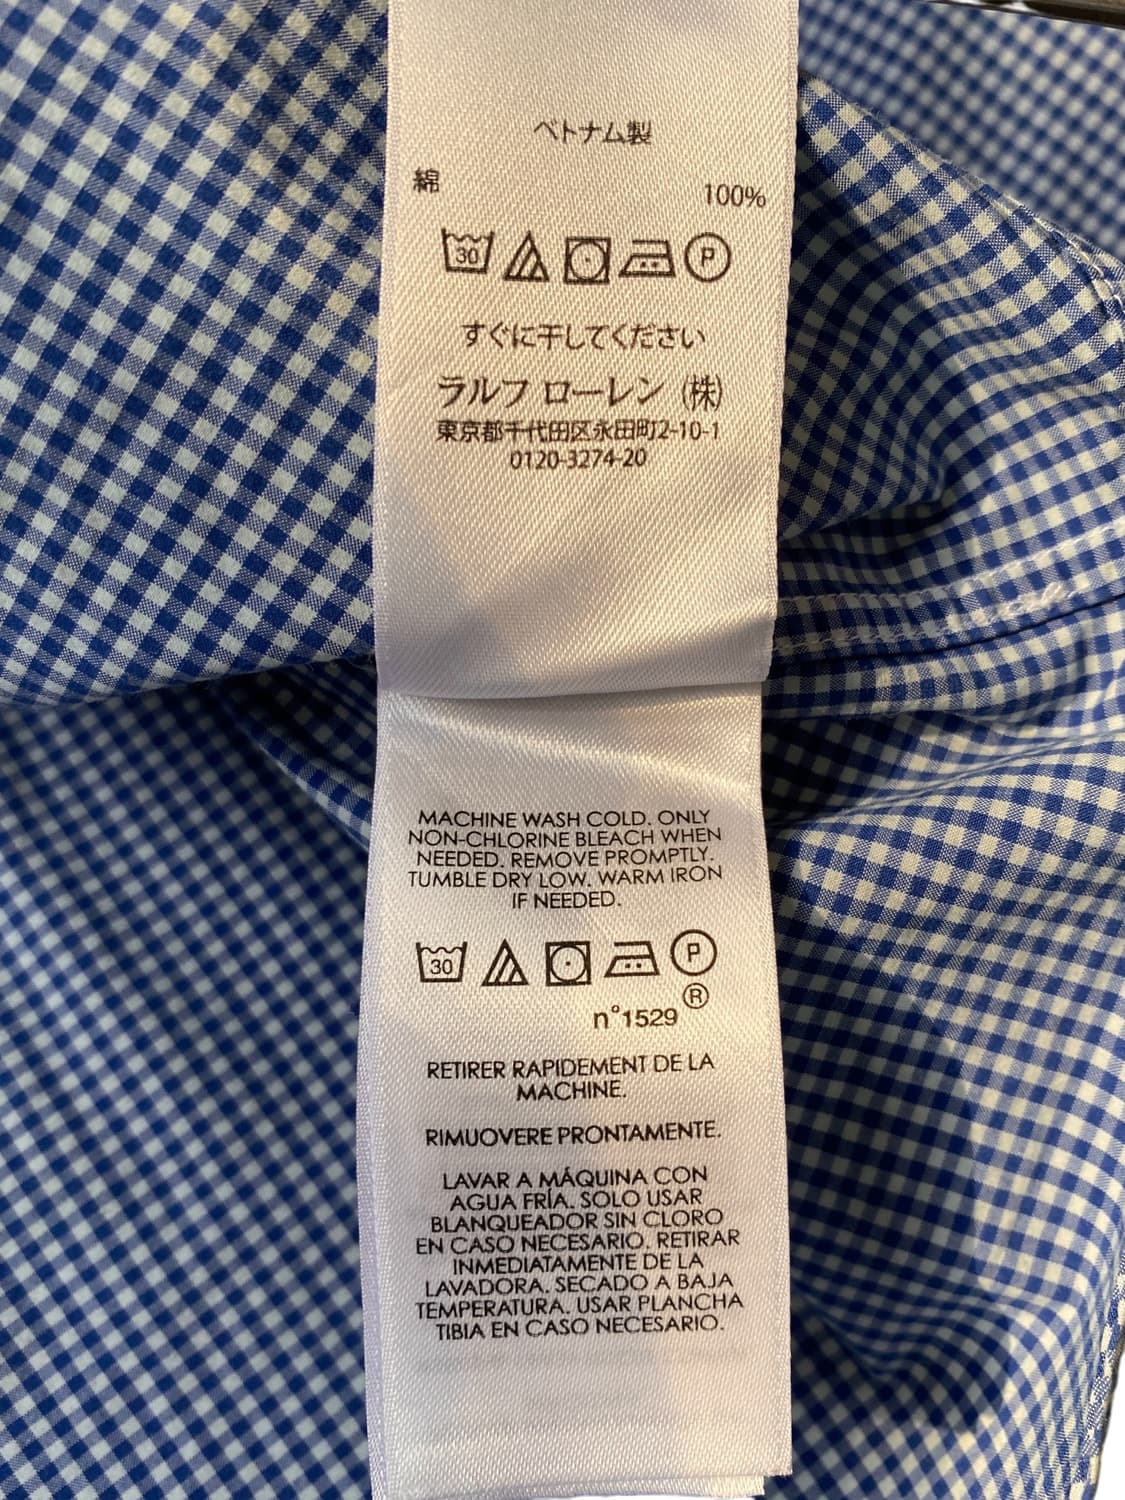 ベトナム製
綿 100%
30 P
すぐに干してください
ラルフ ローレン (株)
東京都千代田区永田町2-10-1
0120-3274-20
MACHINE WASH COLD. ONLY
NON-CHLORINE BLEACH WHEN
NEEDED. REMOVE PROMPTLY.
TUMBLE DRY LOW. WARM IRON
IF NEEDED.
30 P
n°1529 ®
RETIRER RAPIDEMENT DE LA
MACHINE.
RIMUOVERE PRONTAMENTE.
LAVAR A MÁQUINA CON
AGUA FRÍA. SOLO USAR
BLANQUEADOR SIN CLORO
EN CASO NECESARIO. RETIRAR
INMEDIATAMENTE DE LA
LAVADORA. SECADO A BAJA
TEMPERATURA. USAR PLANCHA
TIBIA EN CASO NECESARIO.